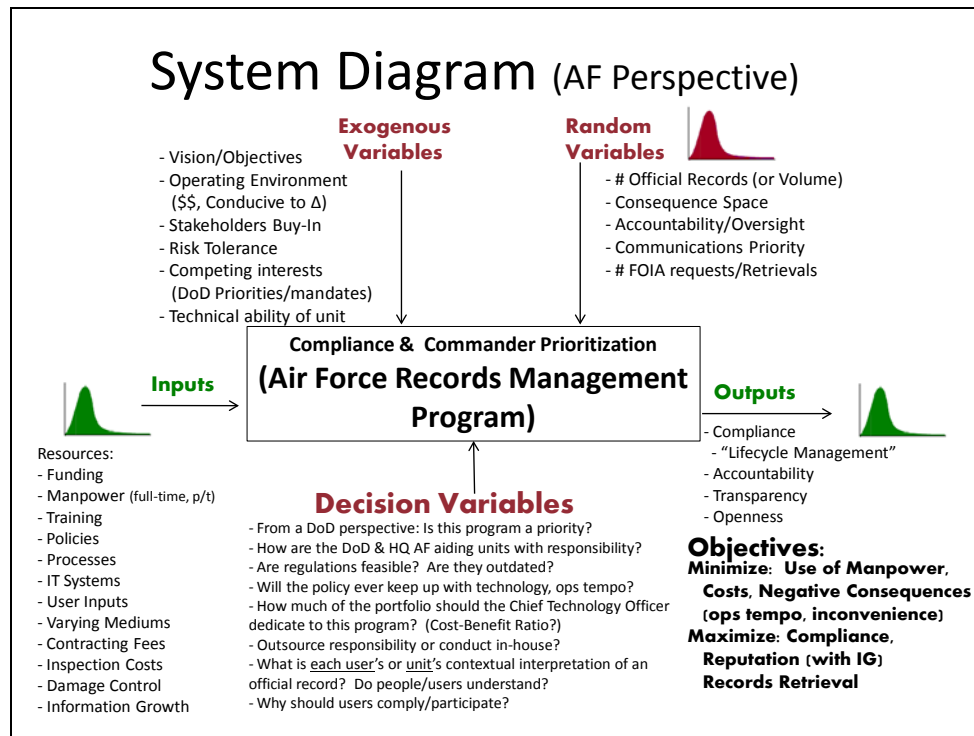 System Diagram (AF Perspective)
Exogenous
Variables
- Vision/Objectives
- Operating Environment
($$, Conducive to Δ)
- Stakeholders Buy-In
- Risk Tolerance
- Competing interests
(DoD Priorities/mandates)
- Technical ability of unit
Random
Variables
- # Official Records (or Volume)
- Consequence Space
- Accountability/Oversight
- Communications Priority
- # FOIA requests/Retrievals
Compliance & Commander Prioritization
(Air Force Records Management
Program)
Inputs
Resources:
- Funding
- Manpower (full-time, p/t)
- Training
- Policies
- Processes
- IT Systems
- User Inputs
- Varying Mediums
- Contracting Fees
- Inspection Costs
- Damage Control
- Information Growth
Decision Variables
- From a DoD perspective: Is this program a priority?
- How are the DoD & HQ AF aiding units with responsibility?
- Are regulations feasible? Are they outdated?
- Will the policy ever keep up with technology, ops tempo?
- How much of the portfolio should the Chief Technology Officer
dedicate to this program? (Cost-Benefit Ratio?)
- Outsource responsibility or conduct in-house?
- What is each user's or unit's contextual interpretation of an
official record? Do people/users understand?
- Why should users comply/participate?
Outputs
- Compliance
- “Lifecycle Management”
- Accountability
- Transparency
- Openness
Objectives:
Minimize: Use of Manpower,
Costs, Negative Consequences
(ops tempo, inconvenience)
Maximize: Compliance,
Reputation (with IG)
Records Retrieval